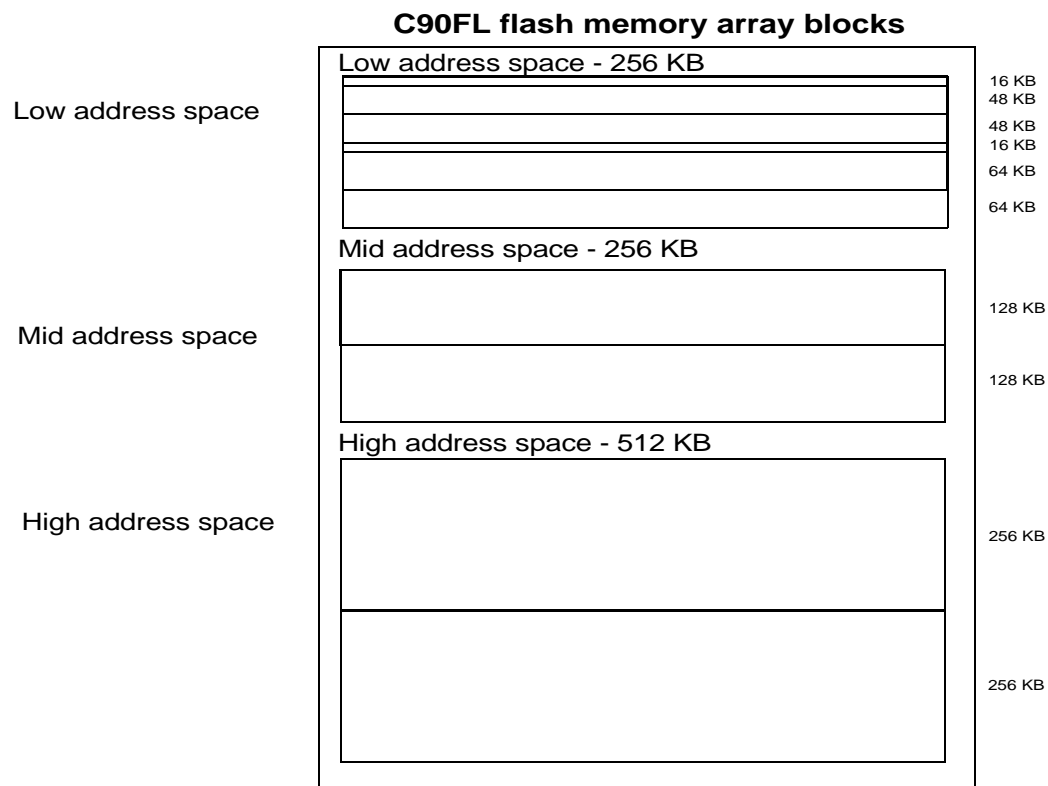 C90FL flash memory array blocks
Low address space - 256 KB
Low address space
16 KB
48 KB
48 KB
16 KB
64 KB
64 KB
Mid address space - 256 KB
Mid address space
128 KB
128 KB
High address space - 512 KB
High address space
256 KB
256 KB